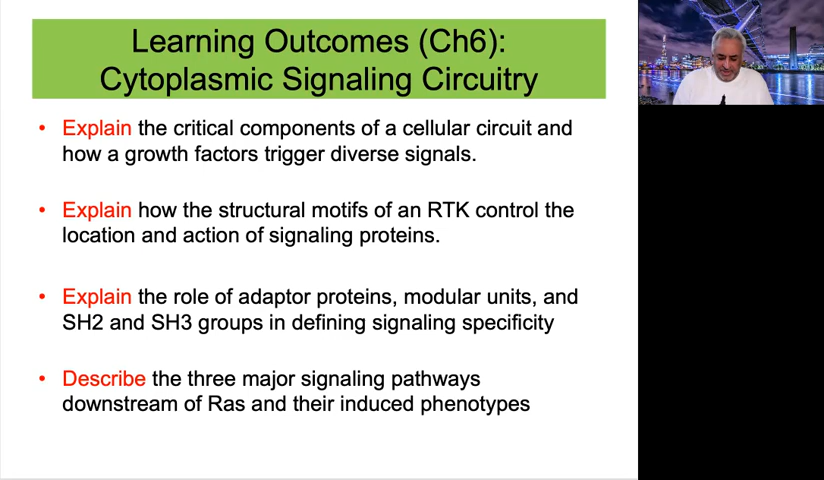 Learning Outcomes (Ch6):
Cytoplasmic Signaling Circuitry
• Explain the critical components of a cellular circuit and
how a growth factors trigger diverse signals.
• Explain how the structural motifs of an RTK control the
location and action of signaling proteins.
• Explain the role of adaptor proteins, modular units, and
SH2 and SH3 groups in defining signaling specificity
• Describe the three major signaling pathways
downstream of Ras and their induced phenotypes